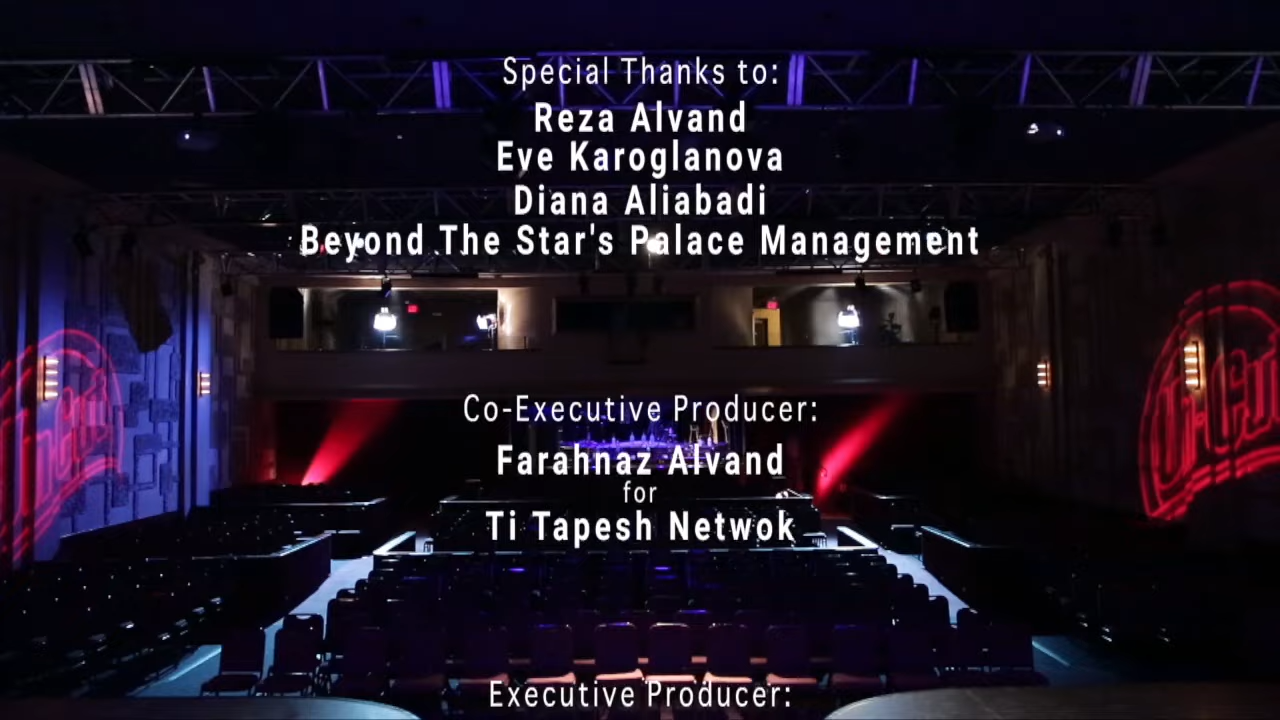 Special Thanks to:
Reza Alvand
Eve Karoglanova
Diana Aliabadi
Beyond The Star's Palace Management
Co-Executive Producer:
Farahnaz Alvand
for
Ti Tapesh Netwok
Executive Producer: